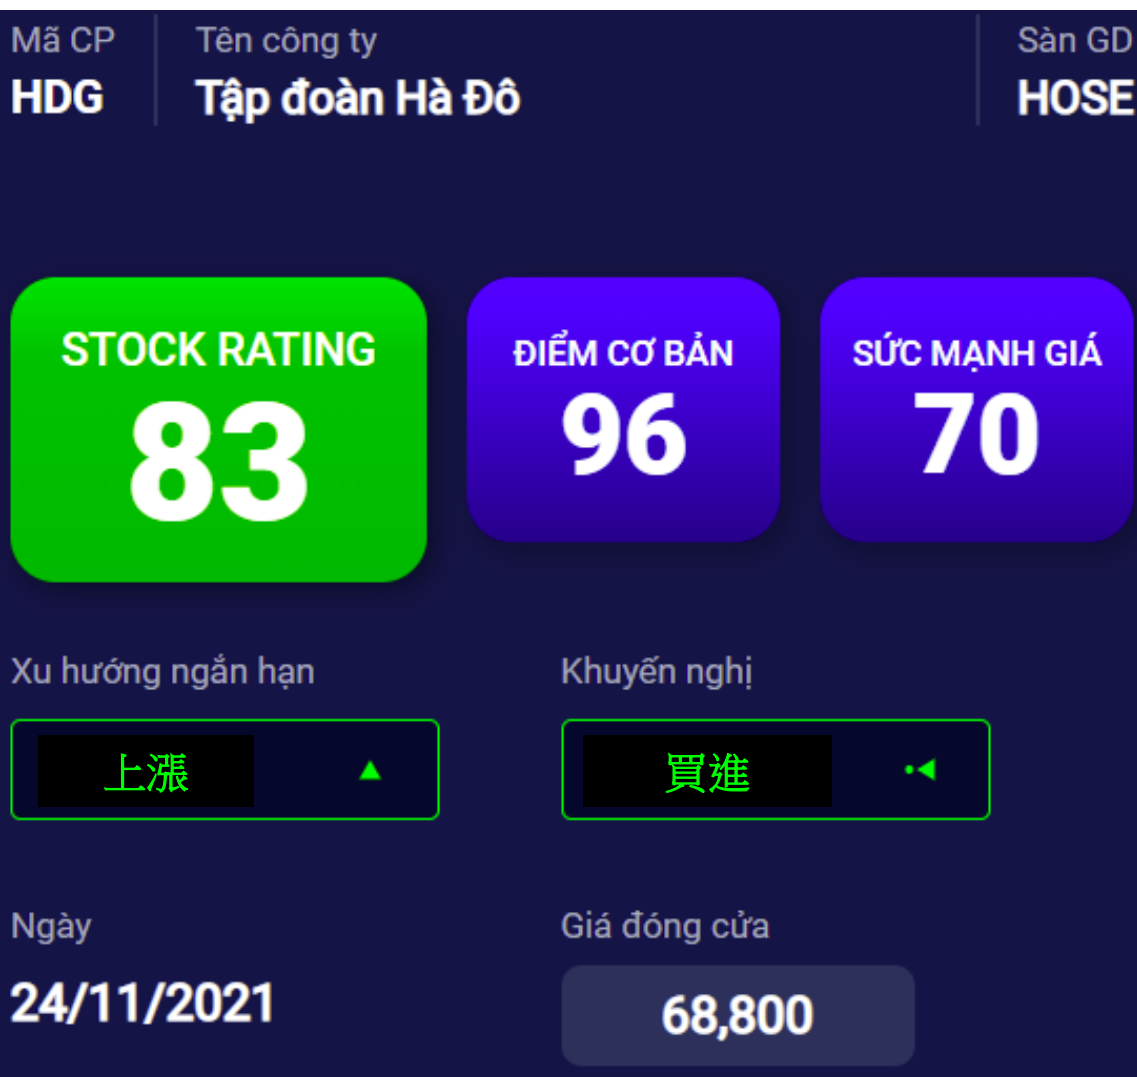 Mã CP Tên công ty Sàn GD
HDG Tập đoàn Hà Đô HOSE
STOCK RATING ĐIỂM CƠ BẢN SỨC MẠNH GIÁ
83 96 70
Xu hướng ngắn hạn Khuyến nghị
上漲 買進
Ngày Giá đóng cửa
24/11/2021 68,800